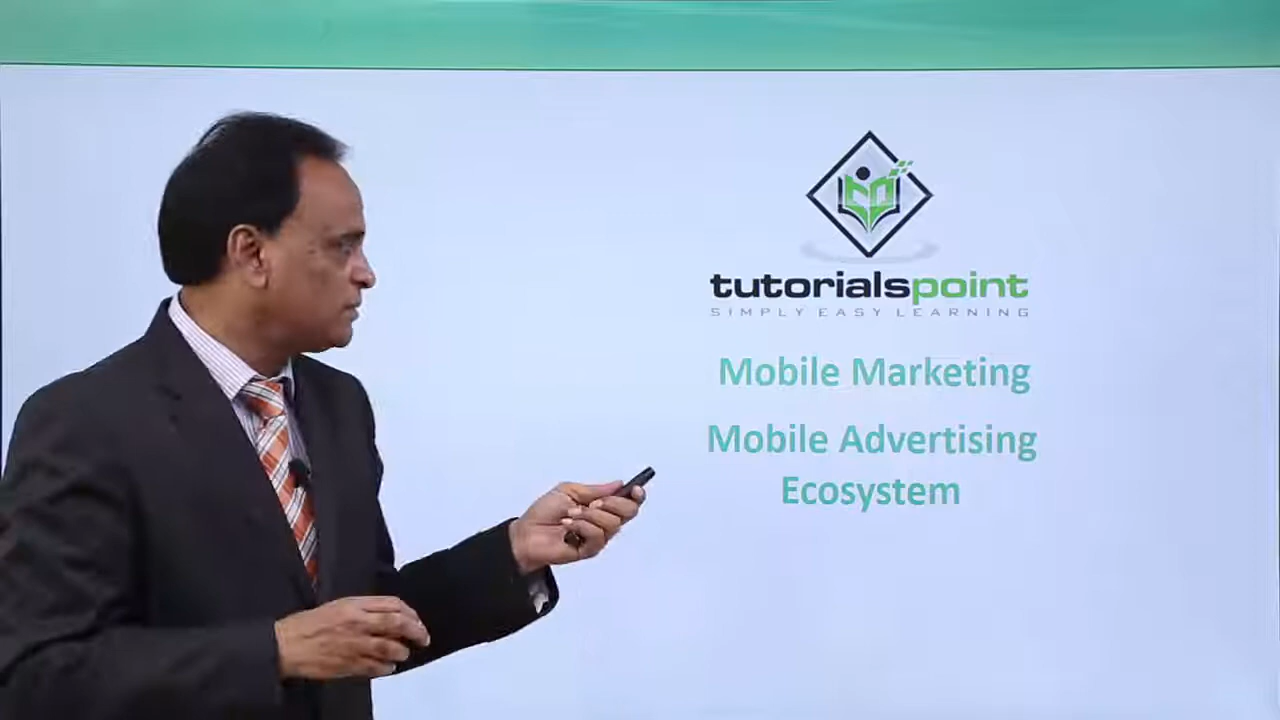 tutorialspoint
SIMPLY EASY LEARNING
Mobile Marketing
Mobile Advertising
Ecosystem